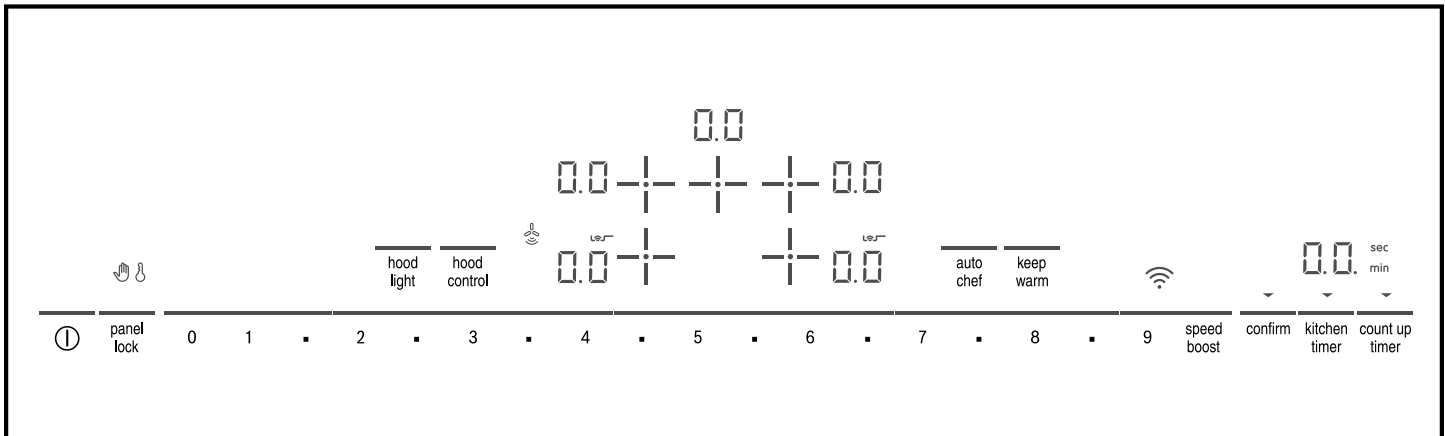 0.0
0.0 0.0
0.0 0.0
hood light
hood control
auto chef
keep warm
0.0.
sec
min
panel lock
0 1 . 2 . 3 . 4 . 5 . 6 . 7 . 8 . 9
speed boost
confirm
kitchen timer
count up timer